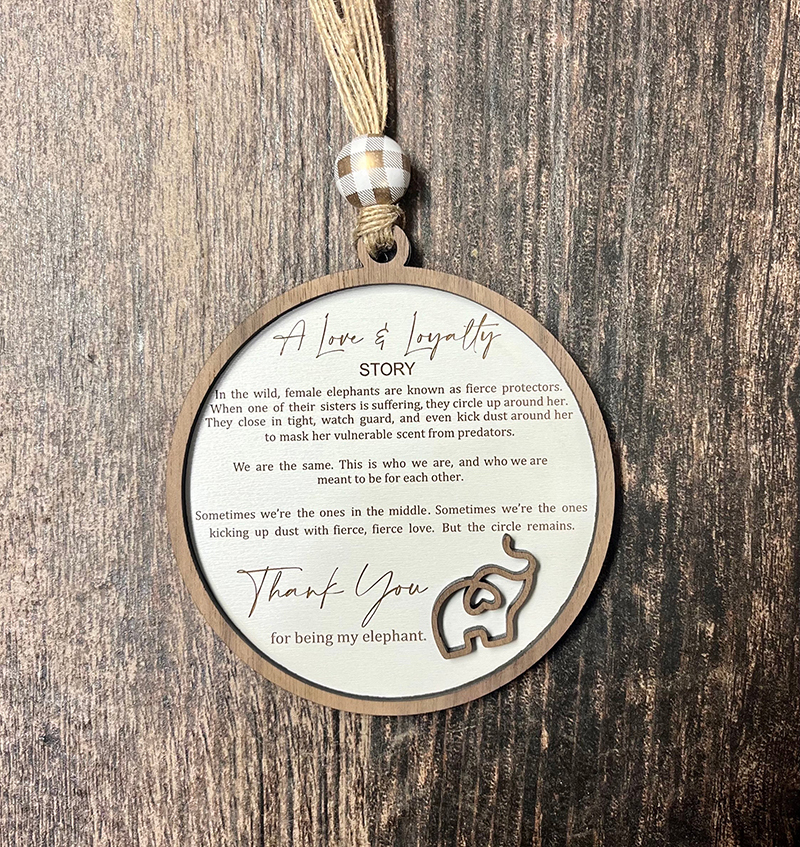 A Love & Loyalty
STORY
In the wild, female elephants are known as fierce protectors.
When one of their sisters is suffering, they circle up around her.
They close in tight, watch guard, and even kick dust around her
to mask her vulnerable scent from predators.
We are the same. This is who we are, and who we are
meant to be for each other.
Sometimes we're the ones in the middle. Sometimes we're the ones
kicking up dust with fierce, fierce love. But the circle remains.
Thank You
for being my elephant.